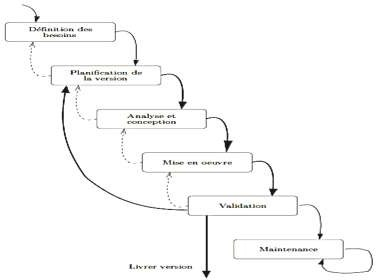 Définition des
besoins
Planification de
la version
Analyse et
conception
Mise en oeuvre
Validation
Maintenance
Livrer version